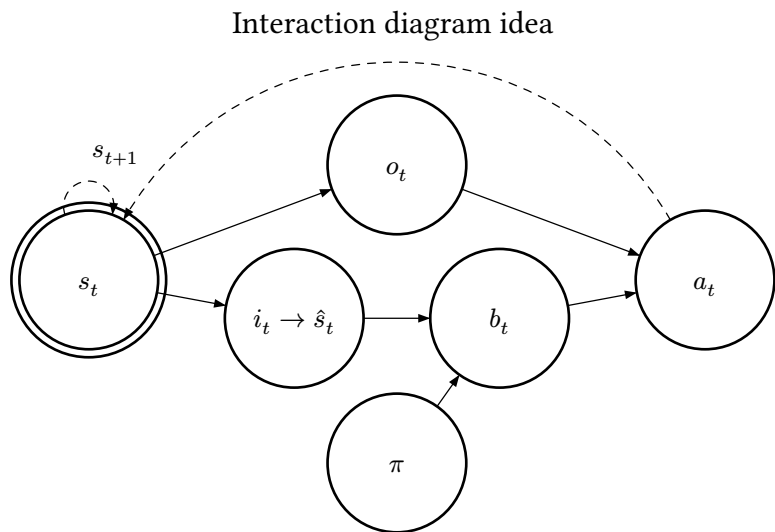 Interaction diagram idea
s_{t+1}
o_t
s_t
i_t → ŝ_t
b_t
a_t
π